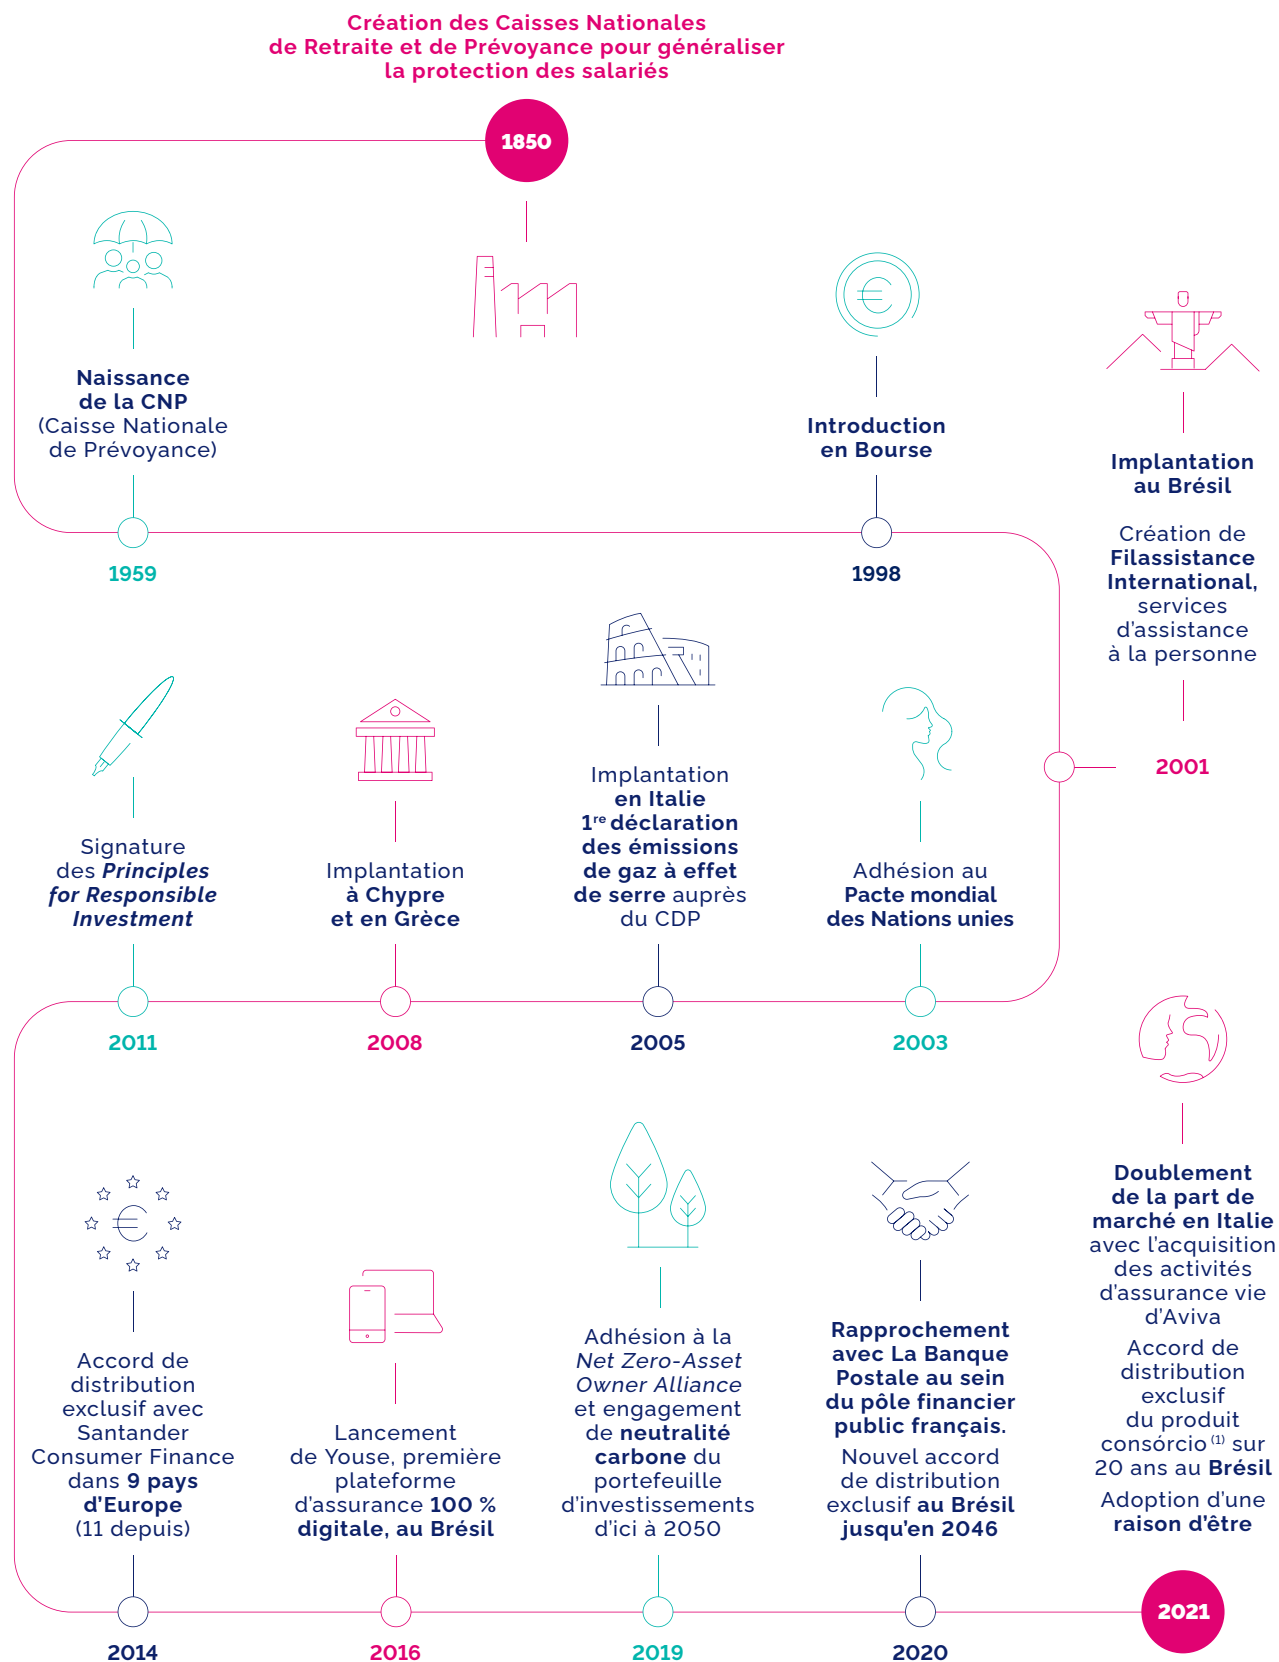 Création des Caisses Nationales
de Retraite et de Prévoyance pour généraliser
la protection des salariés
1850
Naissance
de la CNP
(Caisse Nationale
de Prévoyance)
1959
Introduction
en Bourse
1998
Implantation
au Brésil
Création de
Filassistance
International,
services
d’assistance
à la personne
2001
Adhésion au
Pacte mondial
des Nations unies
2003
Implantation
en Italie
1re déclaration
des émissions
de gaz à effet
de serre auprès
du CDP
2005
Implantation
à Chypre
et en Grèce
2008
Signature
des Principles
for Responsible
Investment
2011
Accord de
distribution
exclusif avec
Santander
Consumer Finance
dans 9 pays
d’Europe
(11 depuis)
2014
Lancement
de Youse, première
plateforme
d’assurance 100 %
digitale, au Brésil
2016
Adhésion à la
Net Zero-Asset
Owner Alliance
et engagement
de neutralité
carbone du
portefeuille
d’investissements
d’ici à 2050
2019
Rapprochement
avec La Banque
Postale au sein
du pôle financier
public français.
Nouvel accord
de distribution
exclusif au Brésil
jusqu’en 2046
2020
Doublement
de la part de
marché en Italie
avec l’acquisition
des activités
d’assurance vie
d’Aviva
Accord de
distribution
exclusif
du produit
consórcio (1) sur
20 ans au Brésil
Adoption d’une
raison d’être
2021